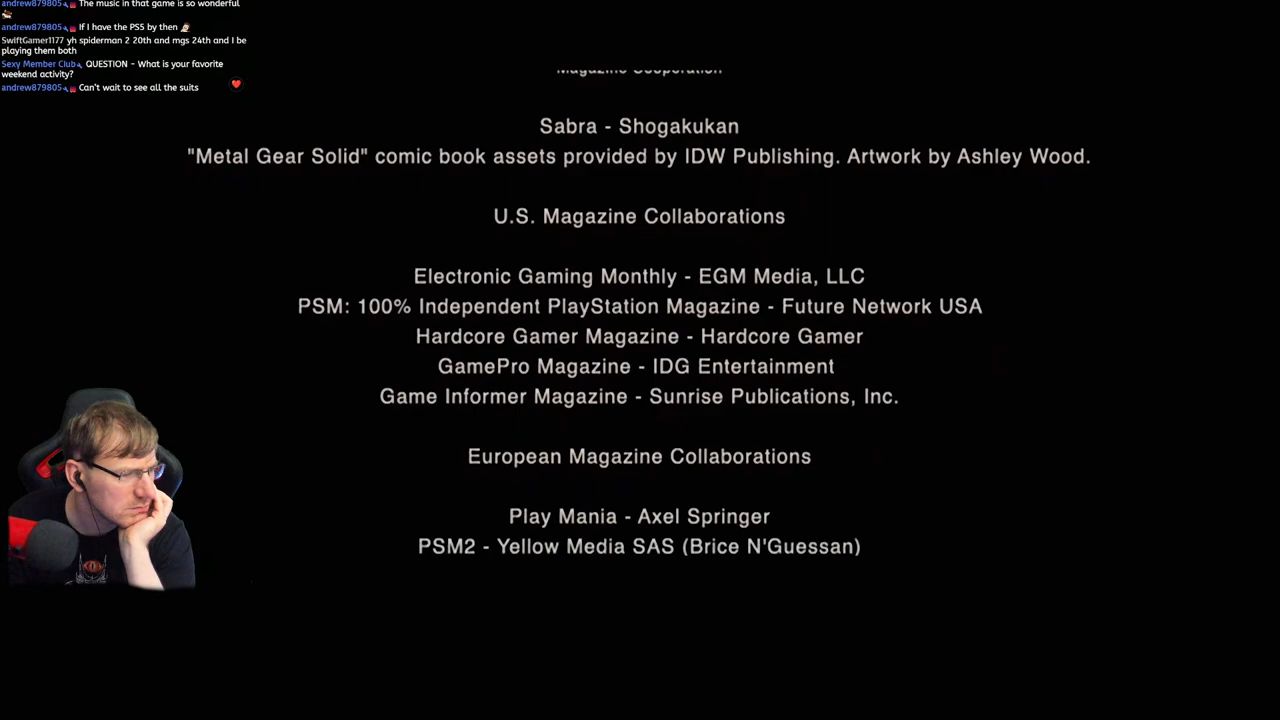 andrew879805 The music in that game is so wonderful
andrew879805 If I have the PS5 by then
SwiftGamer1177 yh spiderman 2 20th and mgs 24th and I be
playing them both
Sexy Member Club QUESTION - What is your favorite
weekend activity?
andrew879805 Can't wait to see all the suits
Magazine Cooperation
Sabra - Shogakukan
"Metal Gear Solid" comic book assets provided by IDW Publishing. Artwork by Ashley Wood.
U.S. Magazine Collaborations
Electronic Gaming Monthly - EGM Media, LLC
PSM: 100% Independent PlayStation Magazine - Future Network USA
Hardcore Gamer Magazine - Hardcore Gamer
GamePro Magazine - IDG Entertainment
Game Informer Magazine - Sunrise Publications, Inc.
European Magazine Collaborations
Play Mania - Axel Springer
PSM2 - Yellow Media SAS (Brice N'Guessan)